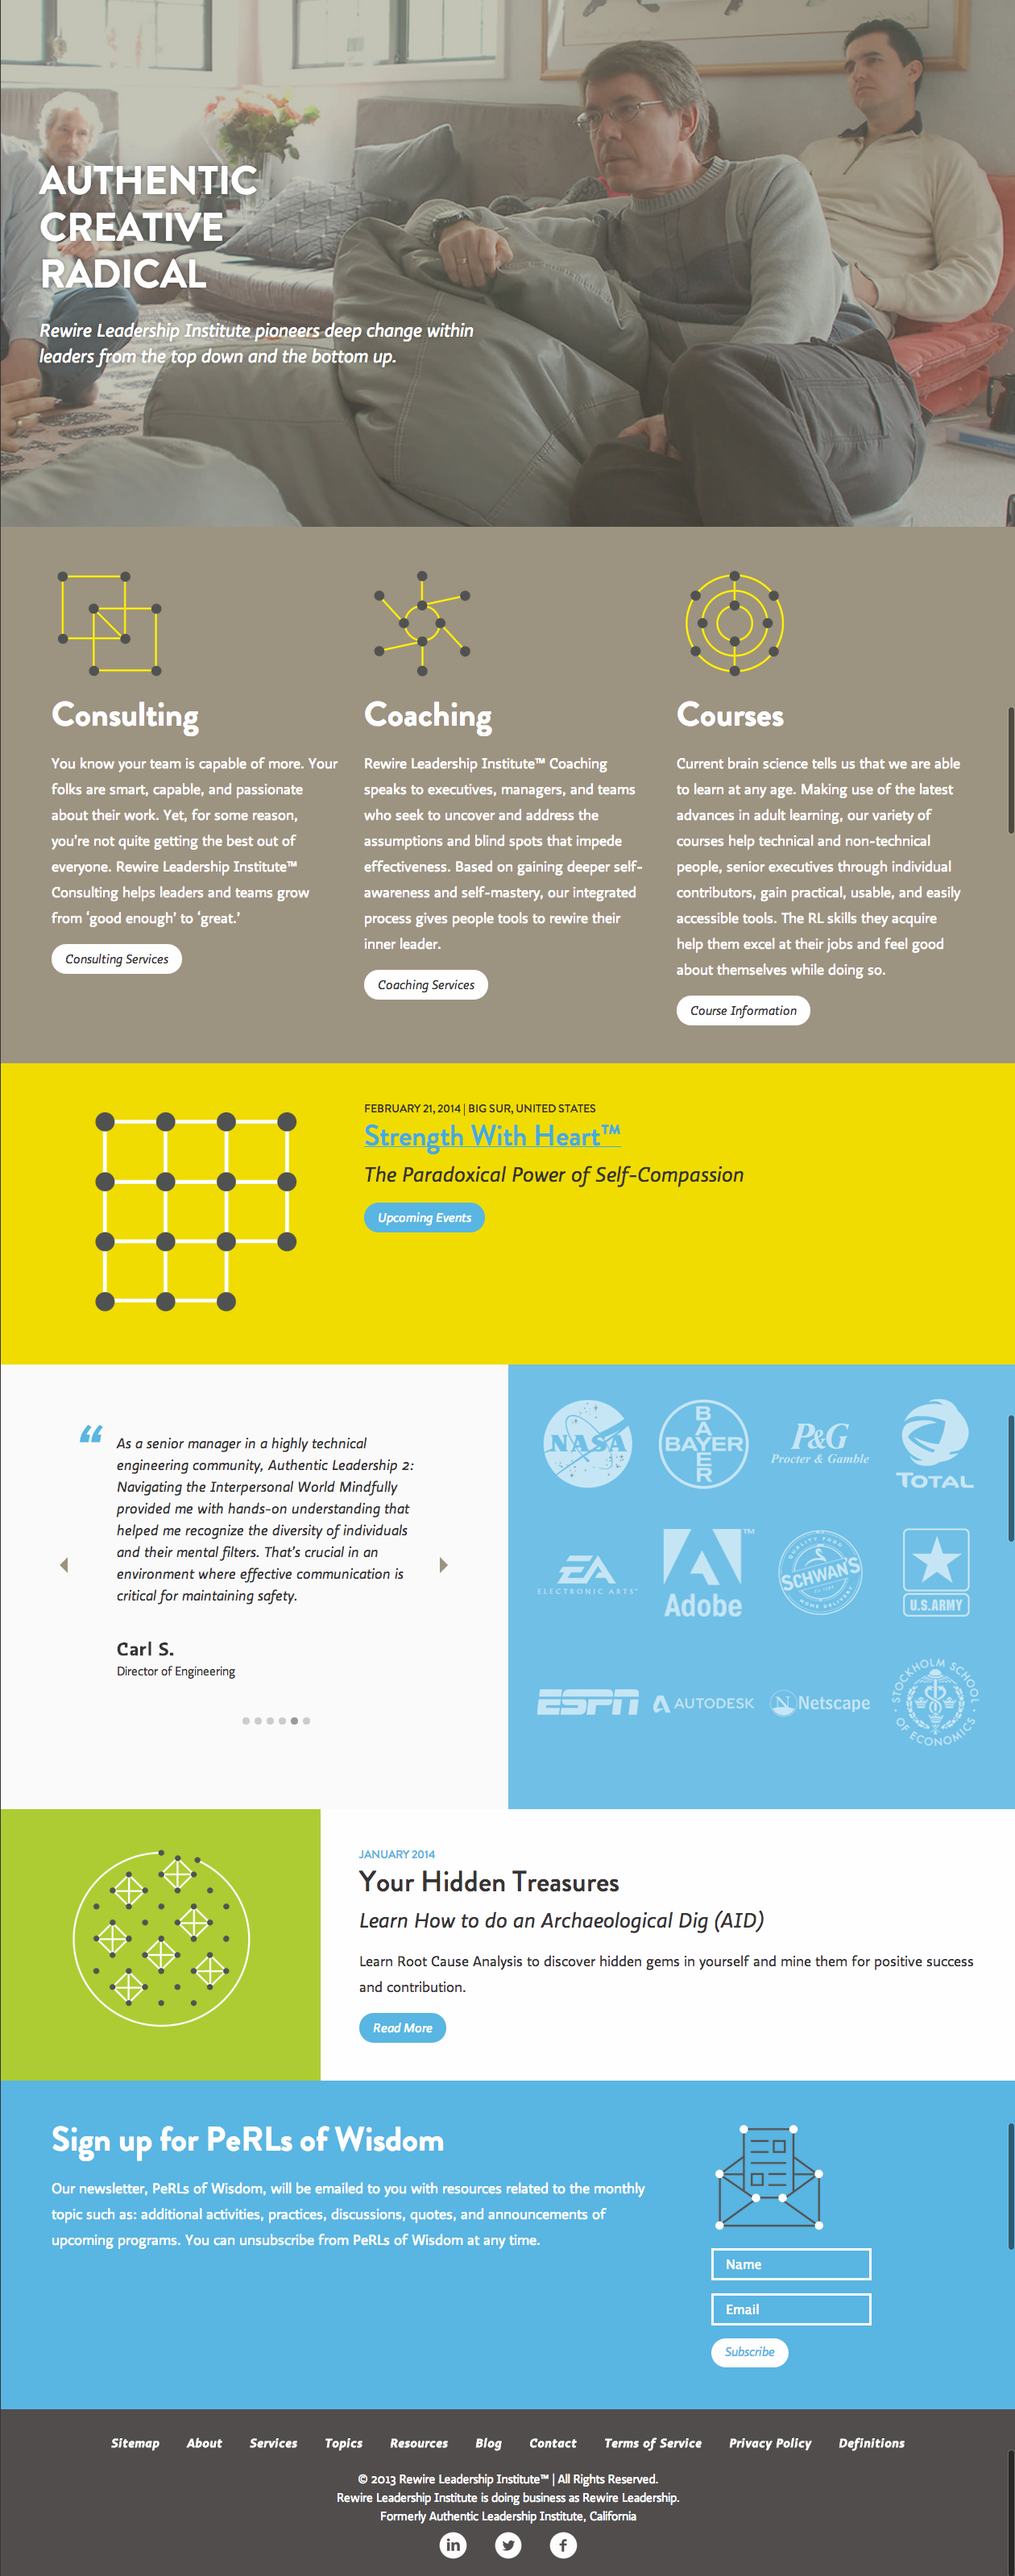 AUTHENTIC
CREATIVE
RADICAL
Rewire Leadership Institute pioneers deep change within
leaders from the top down and the bottom up.
Consulting
You know your team is capable of more. Your
folks are smart, capable, and passionate
about their work. Yet, for some reason,
you're not quite getting the best out of
everyone. Rewire Leadership Institute™
Consulting helps leaders and teams grow
from ‘good enough’ to ‘great.’
Consulting Services
Coaching
Rewire Leadership Institute™ Coaching
speaks to executives, managers, and teams
who seek to uncover and address the
assumptions and blind spots that impede
effectiveness. Based on gaining deeper self-
awareness and self-mastery, our integrated
process gives people tools to rewire their
inner leader.
Coaching Services
Courses
Current brain science tells us that we are able
to learn at any age. Making use of the latest
advances in adult learning, our variety of
courses help technical and non-technical
people, senior executives through individual
contributors, gain practical, usable, and easily
accessible tools. The RL skills they acquire
help them excel at their jobs and feel good
about themselves while doing so.
Course Information
FEBRUARY 21, 2014 | BIG SUR, UNITED STATES
Strength With Heart™
The Paradoxical Power of Self-Compassion
Upcoming Events
“
As a senior manager in a highly technical
engineering community, Authentic Leadership 2:
Navigating the Interpersonal World Mindfully
provided me with hands-on understanding that
helped me recognize the diversity of individuals
and their mental filters. That's crucial in an
environment where effective communication is
critical for maintaining safety.
Carl S.
Director of Engineering
NASA
BAYER
BAYER
P&G
Procter & Gamble
TOTAL
EA
ELECTRONIC ARTS™
Adobe™
QUALITY FOOD
SCHWAN'S
HOME DELIVERY
U.S.ARMY
ESPN
AUTODESK
N Netscape
STOCKHOLM SCHOOL
OF ECONOMICS
JANUARY 2014
Your Hidden Treasures
Learn How to do an Archaeological Dig (AID)
Learn Root Cause Analysis to discover hidden gems in yourself and mine them for positive success
and contribution.
Read More
Sign up for PeRLs of Wisdom
Our newsletter, PeRLs of Wisdom, will be emailed to you with resources related to the monthly
topic such as: additional activities, practices, discussions, quotes, and announcements of
upcoming programs. You can unsubscribe from PeRLs of Wisdom at any time.
Name
Email
Subscribe
Sitemap About Services Topics Resources Blog Contact Terms of Service Privacy Policy Definitions
© 2013 Rewire Leadership Institute™ | All Rights Reserved.
Rewire Leadership Institute is doing business as Rewire Leadership.
Formerly Authentic Leadership Institute, California
in f